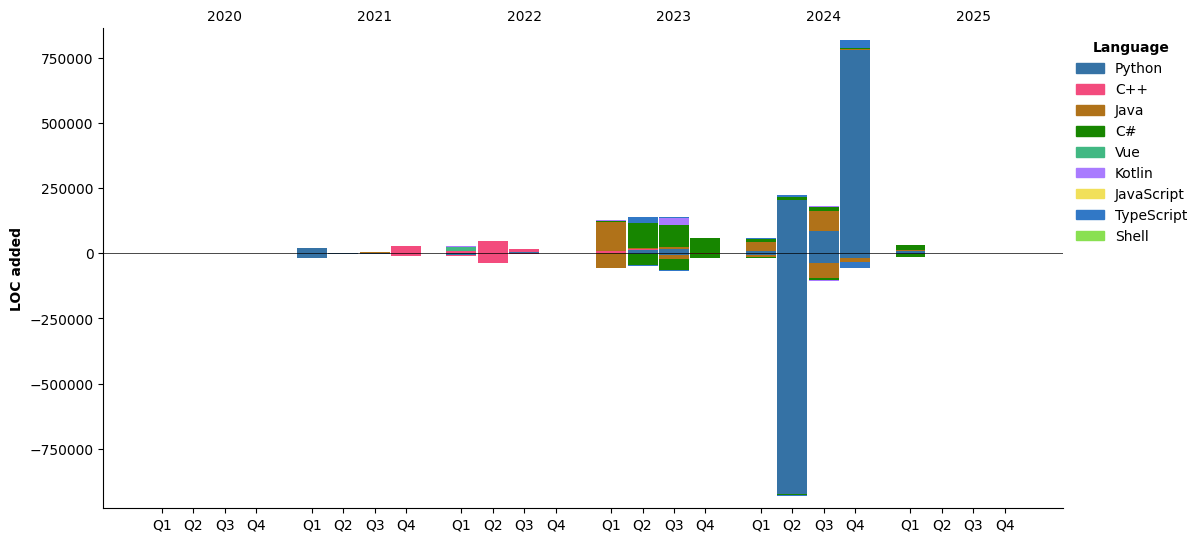 2020 2021 2022 2023 2024 2025
Language
Python
C++
Java
C#
Vue
Kotlin
JavaScript
TypeScript
Shell
LOC added
750000
500000
250000
0
−250000
−500000
−750000
Q1 Q2 Q3 Q4 Q1 Q2 Q3 Q4 Q1 Q2 Q3 Q4 Q1 Q2 Q3 Q4 Q1 Q2 Q3 Q4 Q1 Q2 Q3 Q4